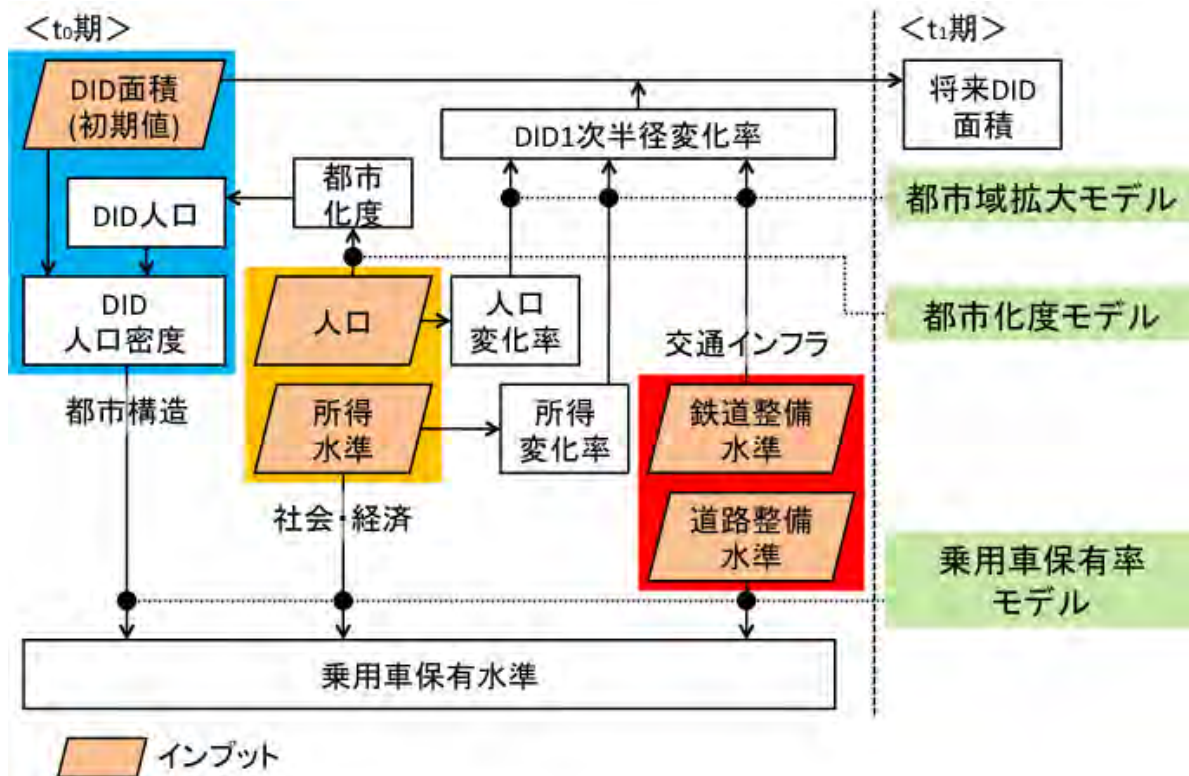 ＜t₀期＞
＜t₁期＞
DID面積
(初期値)
将来DID
面積
DID1次半径変化率
都市
化度
DID人口
都市域拡大モデル
DID
人口密度
人口
人口
変化率
都市化度モデル
交通インフラ
都市構造
所得
水準
所得
変化率
鉄道整備
水準
社会・経済
道路整備
水準
乗用車保有率
モデル
乗用車保有水準
インプット